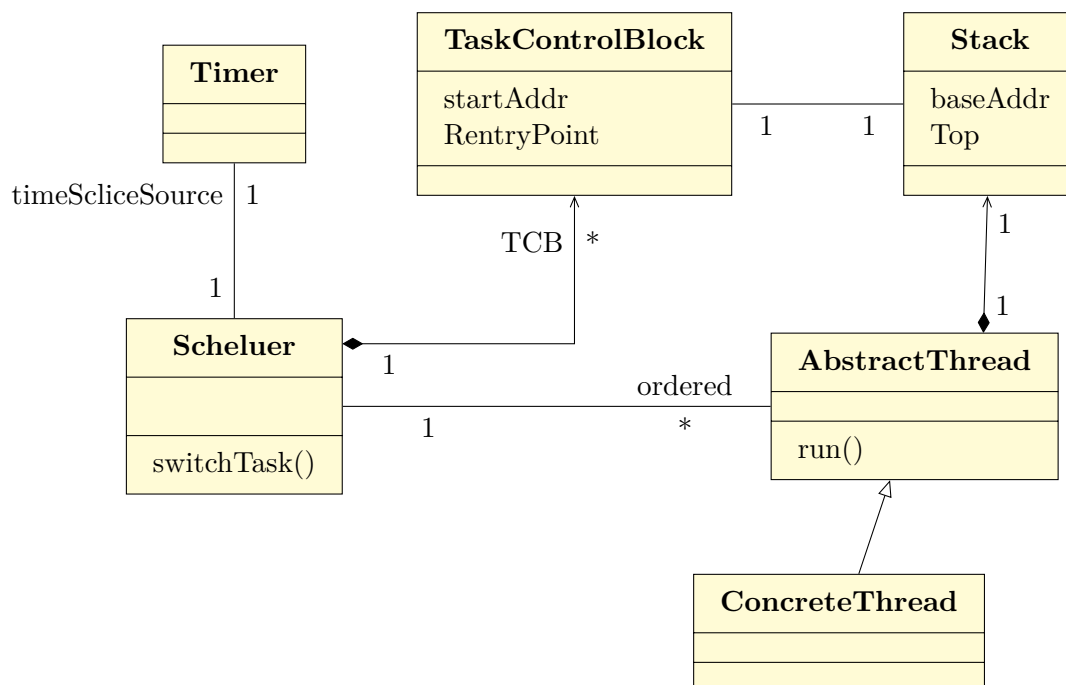 TaskControlBlock
startAddr
RentryPoint
Stack
baseAddr
Top
Timer
1
1
timeScliceSource
1
TCB
*
1
1
1
Scheluer
switchTask()
1
ordered
1
*
AbstractThread
run()
ConcreteThread